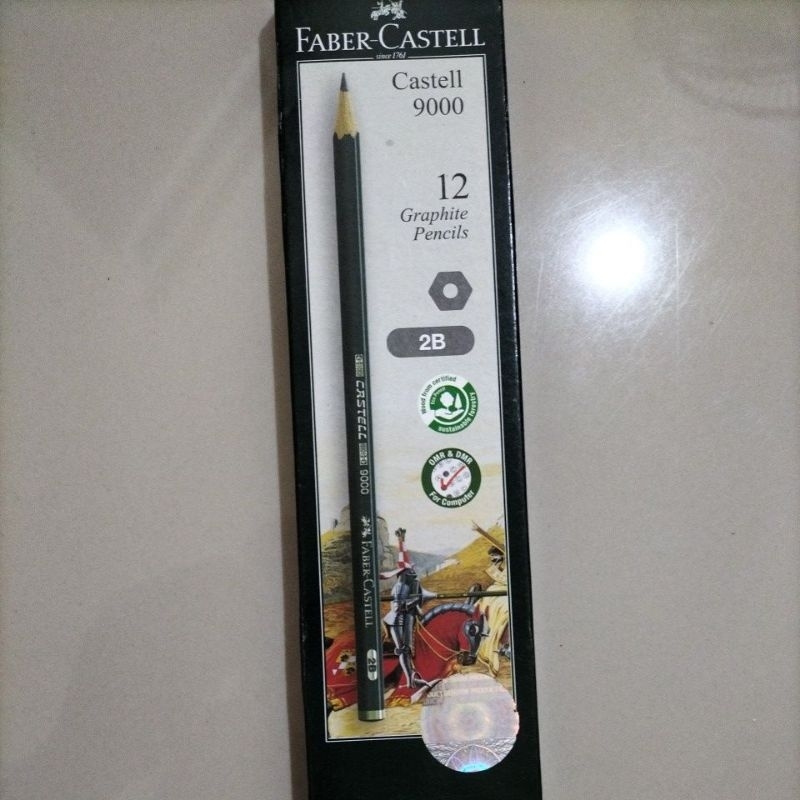 FABER-CASTELL
since 1761
Castell
9000
12
Graphite
Pencils
2B
Wood from certified
sustainable forestry
OMR & DMR
For Computer
CASTELL 9000
FABER-CASTELL
2B